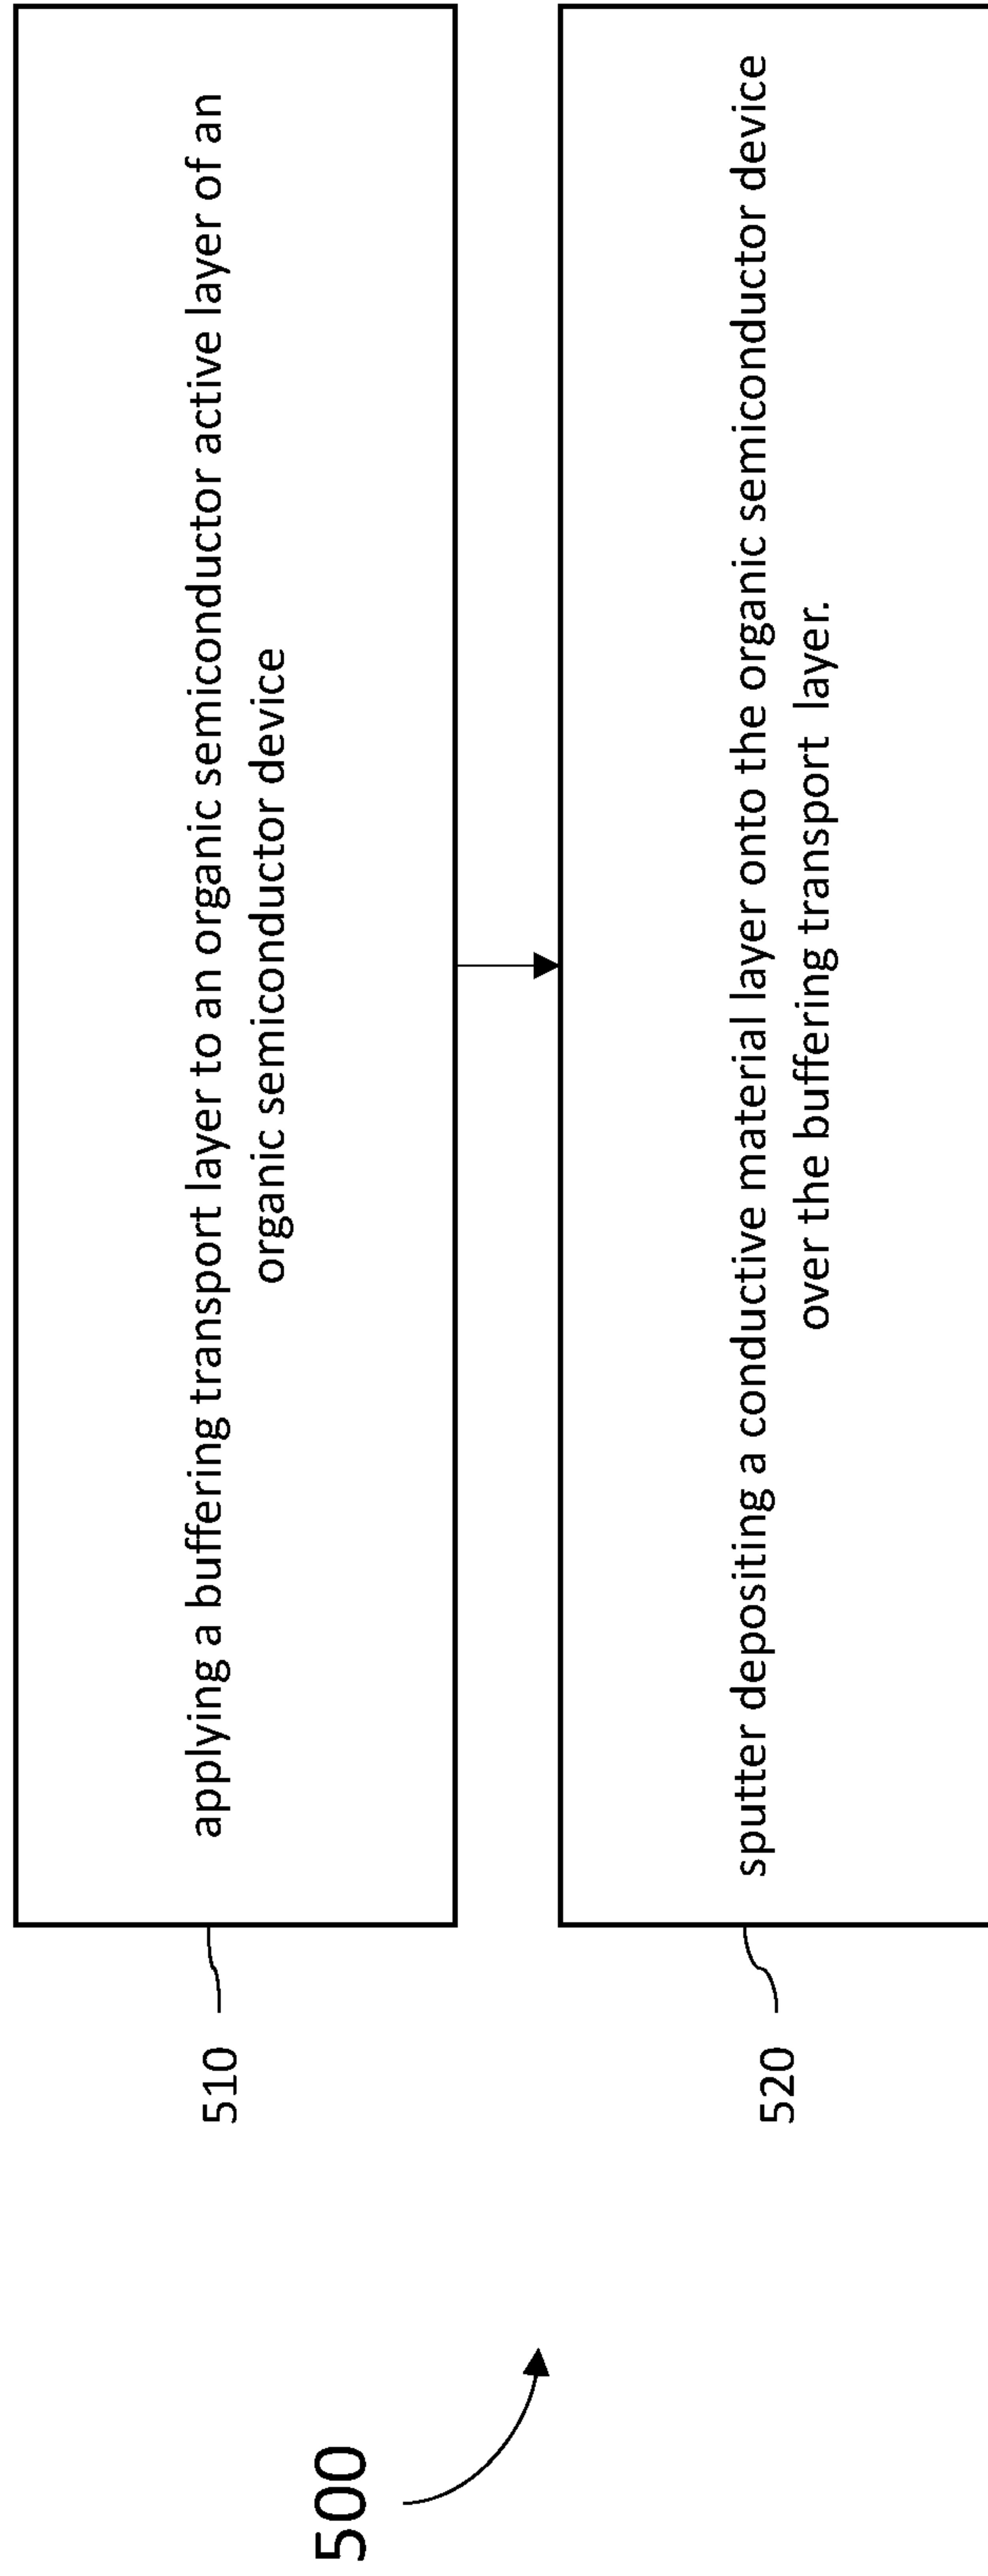 500
510
applying a buffering transport layer to an organic semiconductor active layer of an
organic semiconductor device
520
sputter depositing a conductive material layer onto the organic semiconductor device
over the buffering transport layer.